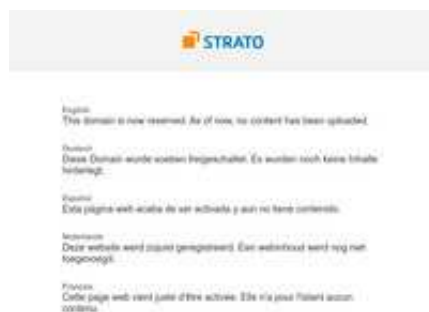 STRATO
English
This domain is now reserved. As of now, no content has been uploaded.
Deutsch
Diese Domain wurde soeben freigeschaltet. Es wurden noch keine Inhalte
hinterlegt.
Español
Esta página web acaba de ser activada y aun no tiene contenido.
Nederlands
Deze website werd zojuist geregistreerd. Een webinhoud werd nog niet
toegevoegd.
Français
Cette page web vient juste d'être activée. Elle n'a pour l'istant aucun
contenu.